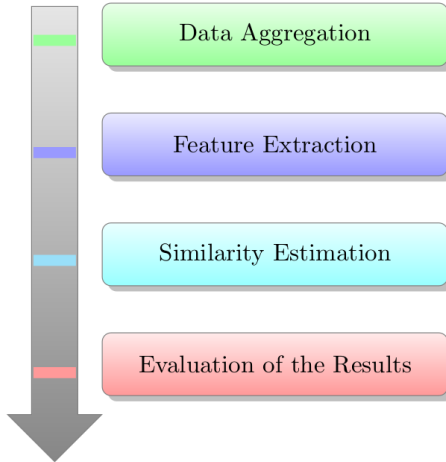 Data Aggregation
Feature Extraction
Similarity Estimation
Evaluation of the Results